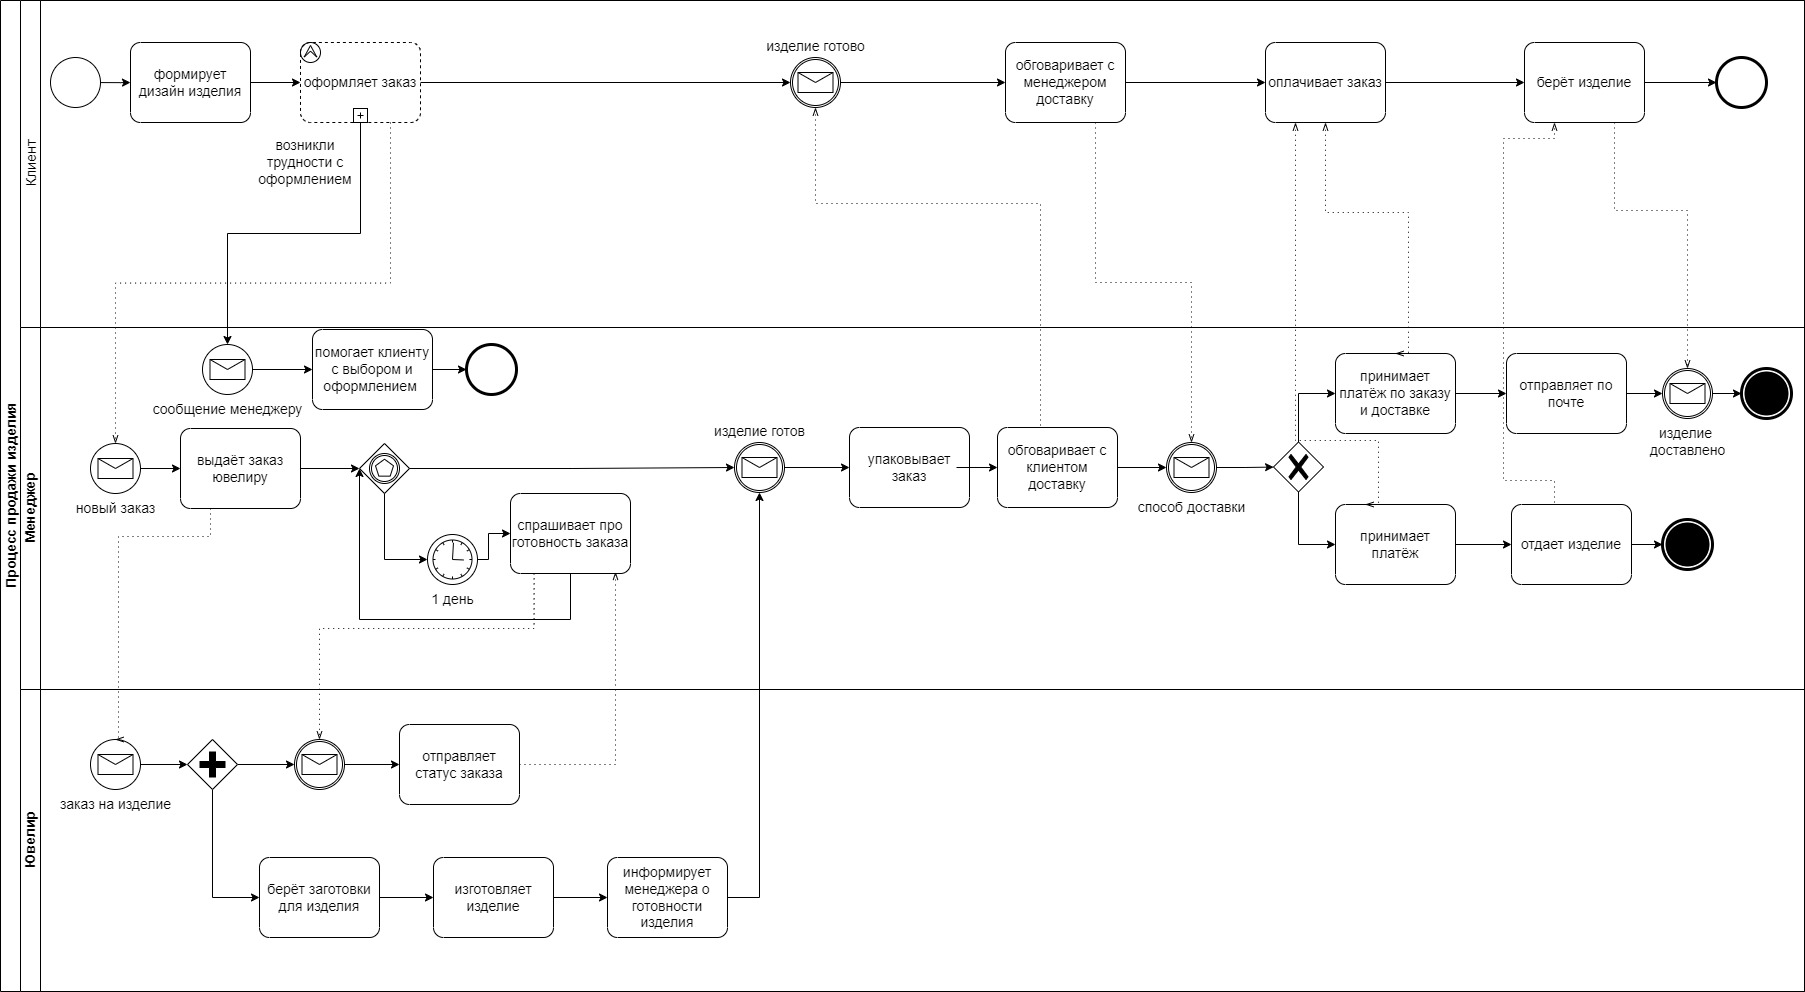 Процесс продажи изделия
Клиент
формирует
дизайн изделия
оформляет заказ
возникли
трудности с
оформлением
изделие готово
обговаривает с
менеджером
доставку
оплачивает заказ
берёт изделие
Менеджер
сообщение менеджеру
помогает клиенту
с выбором и
оформлением
новый заказ
выдаёт заказ
ювелиру
1 день
спрашивает про
готовность заказа
изделие готов
упаковывает
заказ
обговаривает с
клиентом
доставку
способ доставки
принимает
платёж по заказу
и доставке
отправляет по
почте
изделие
доставлено
принимает
платёж
отдает изделие
Ювелир
заказ на изделие
отправляет
статус заказа
берёт заготовки
для изделия
изготовляет
изделие
информирует
менеджера о
готовности
изделия